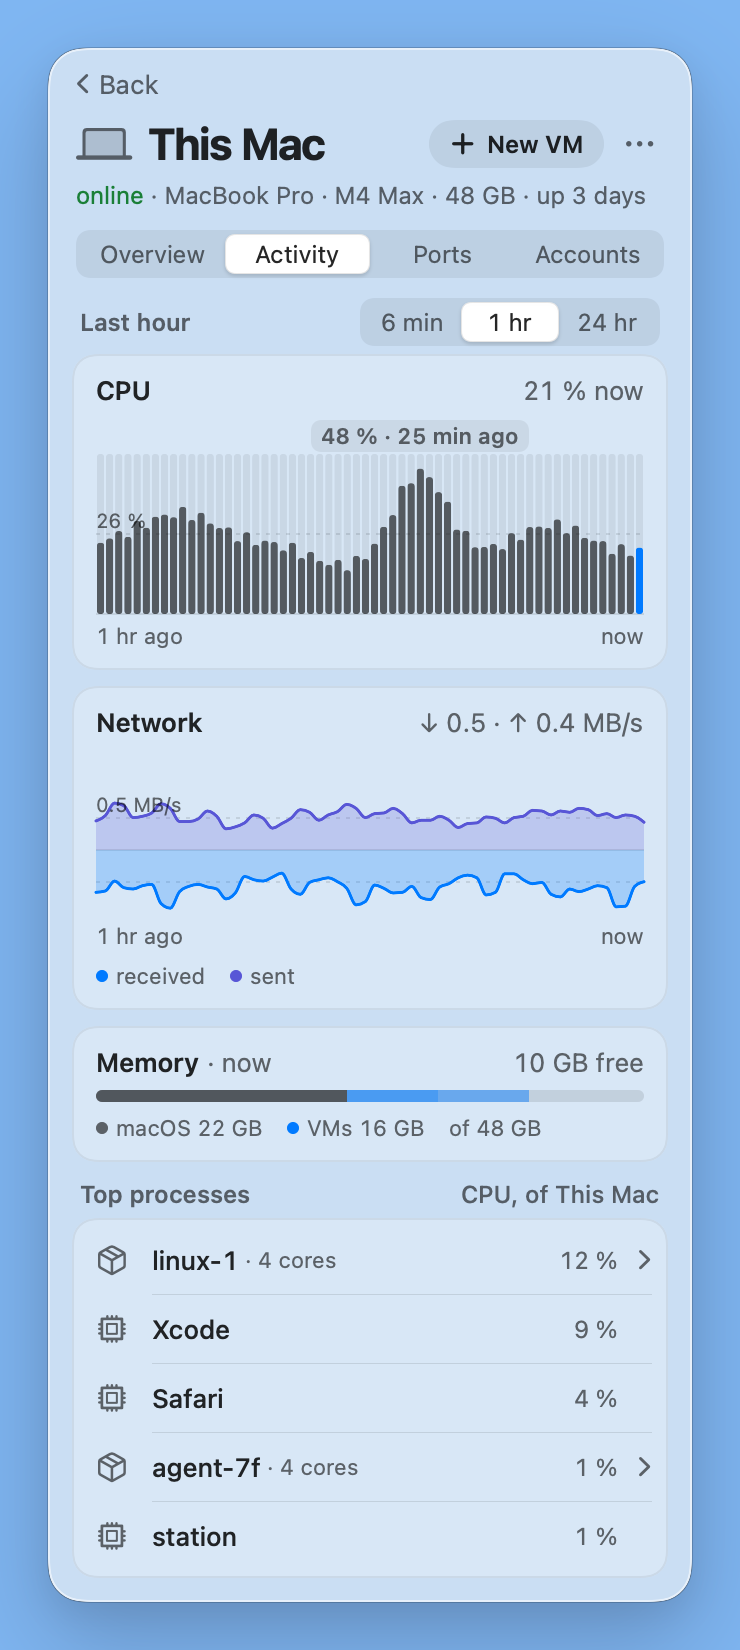 Back
This Mac
New VM
online · MacBook Pro · M4 Max · 48 GB · up 3 days
Overview Activity Ports Accounts
Last hour 6 min 1 hr 24 hr
CPU 21 % now
48 % · 25 min ago
26 %
1 hr ago now
Network ↓ 0.5 · ↑ 0.4 MB/s
0.5 MB/s
1 hr ago now
received sent
Memory · now 10 GB free
macOS 22 GB VMs 16 GB of 48 GB
Top processes CPU, of This Mac
linux-1 · 4 cores 12 %
Xcode 9 %
Safari 4 %
agent-7f · 4 cores 1 %
station 1 %